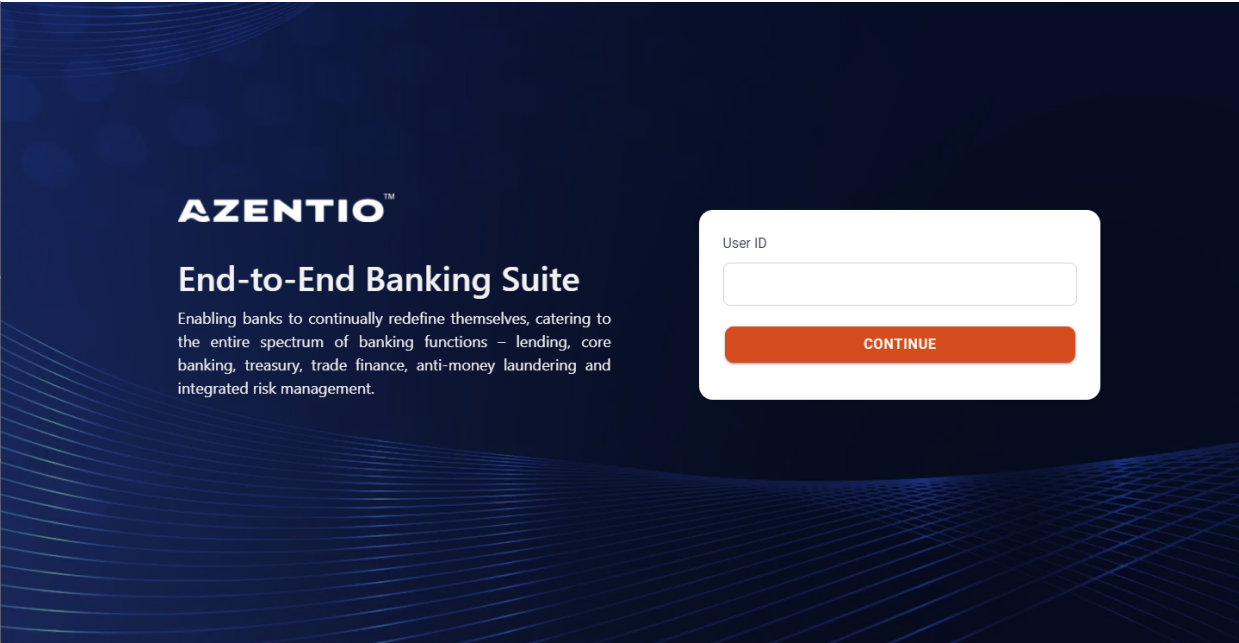 AZENTIO™
End-to-End Banking Suite
Enabling banks to continually redefine themselves, catering to
the entire spectrum of banking functions – lending, core
banking, treasury, trade finance, anti-money laundering and
integrated risk management.
User ID
CONTINUE